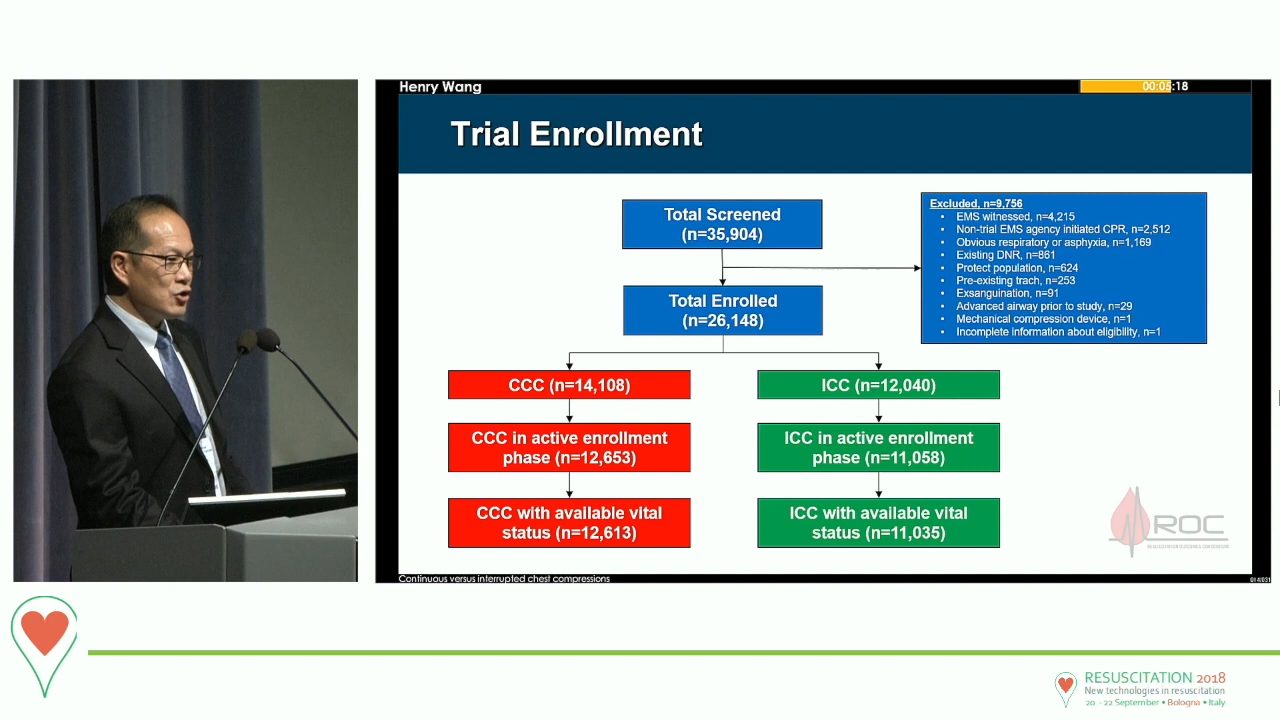 Henry Wang
00:05:18
Trial Enrollment
Total Screened
(n=35,904)
Excluded, n=9,756
• EMS witnessed, n=4,215
• Non-trial EMS agency initiated CPR, n=2,512
• Obvious respiratory or asphyxia, n=1,169
• Existing DNR, n=861
• Protect population, n=624
• Pre-existing trach, n=253
• Exsanguination, n=91
• Advanced airway prior to study, n=29
• Mechanical compression device, n=1
• Incomplete information about eligibility, n=1
Total Enrolled
(n=26,148)
CCC (n=14,108)
ICC (n=12,040)
CCC in active enrollment
phase (n=12,653)
ICC in active enrollment
phase (n=11,058)
CCC with available vital
status (n=12,613)
ICC with available vital
status (n=11,035)
ROC
Continuous versus interrupted chest compressions
014/031
RESUSCITATION 2018
New technologies in resuscitation
20 - 22 September • Bologna • Italy